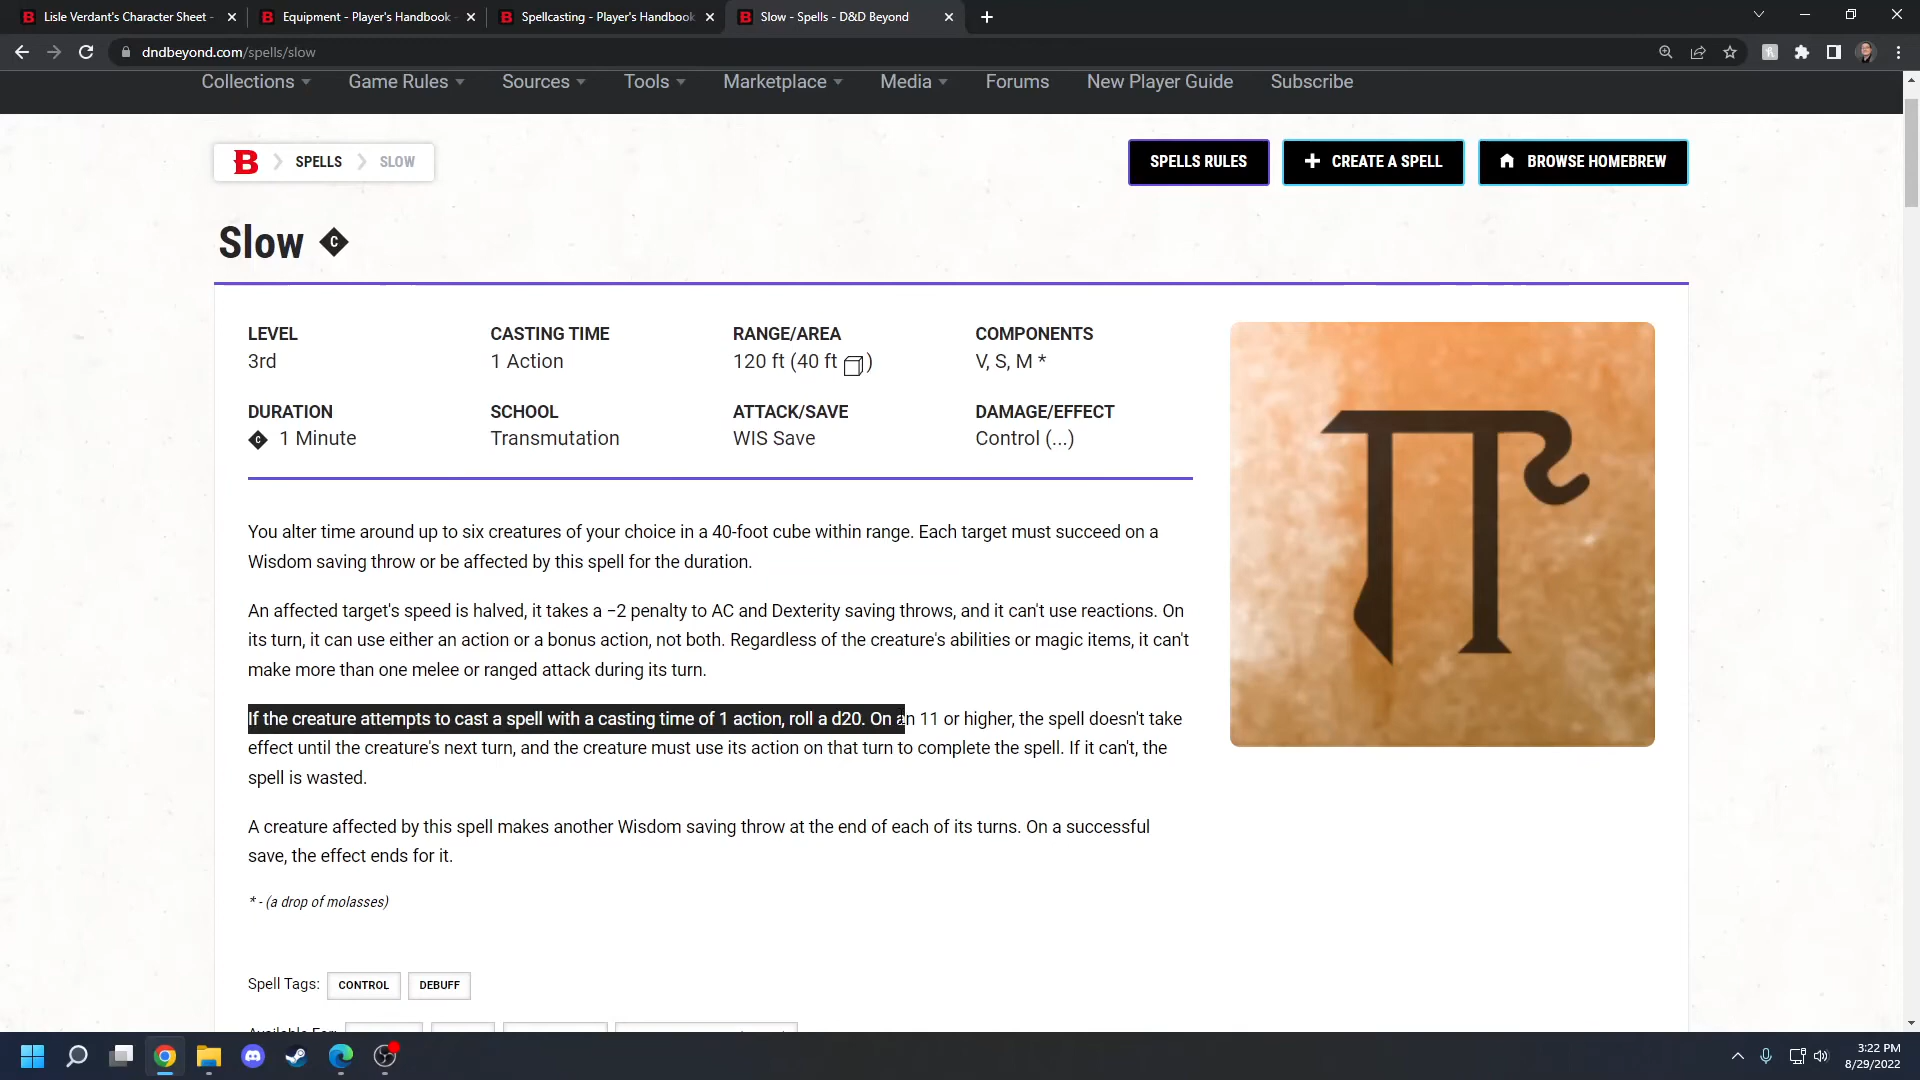 Lisle Verdant's Character Sheet -
Equipment - Player's Handbook -
Spellcasting - Player's Handbook
Slow - Spells - D&D Beyond
dndbeyond.com/spells/slow
Collections
Game Rules
Sources
Tools
Marketplace
Media
Forums
New Player Guide
Subscribe
SPELLS
SLOW
SPELLS RULES
CREATE A SPELL
BROWSE HOMEBREW
Slow C
LEVEL
3rd
CASTING TIME
1 Action
RANGE/AREA
120 ft (40 ft )
COMPONENTS
V, S, M *
DURATION
C 1 Minute
SCHOOL
Transmutation
ATTACK/SAVE
WIS Save
DAMAGE/EFFECT
Control (...)
You alter time around up to six creatures of your choice in a 40-foot cube within range. Each target must succeed on a
Wisdom saving throw or be affected by this spell for the duration.
An affected target's speed is halved, it takes a −2 penalty to AC and Dexterity saving throws, and it can't use reactions. On
its turn, it can use either an action or a bonus action, not both. Regardless of the creature's abilities or magic items, it can't
make more than one melee or ranged attack during its turn.
If the creature attempts to cast a spell with a casting time of 1 action, roll a d20. On an 11 or higher, the spell doesn't take
effect until the creature's next turn, and the creature must use its action on that turn to complete the spell. If it can't, the
spell is wasted.
A creature affected by this spell makes another Wisdom saving throw at the end of each of its turns. On a successful
save, the effect ends for it.
* - (a drop of molasses)
Spell Tags:
CONTROL
DEBUFF
Available For:
3:22 PM
8/29/2022